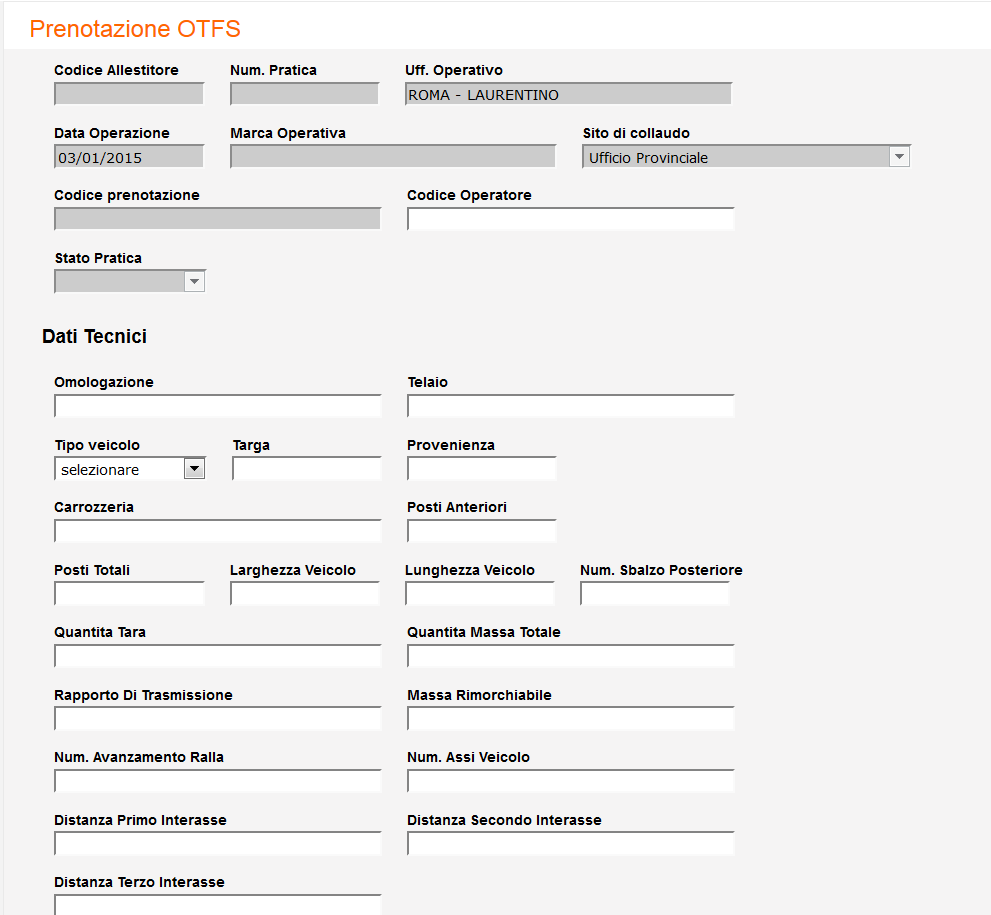 Prenotazione OTFS
Codice Allestitore Num. Pratica Uff. Operativo
ROMA - LAURENTINO
Data Operazione Marca Operativa Sito di collaudo
03/01/2015 Ufficio Provinciale
Codice prenotazione Codice Operatore
Stato Pratica
Dati Tecnici
Omologazione Telaio
Tipo veicolo Targa Provenienza
selezionare
Carrozzeria Posti Anteriori
Posti Totali Larghezza Veicolo Lunghezza Veicolo Num. Sbalzo Posteriore
Quantita Tara Quantita Massa Totale
Rapporto Di Trasmissione Massa Rimorchiabile
Num. Avanzamento Ralla Num. Assi Veicolo
Distanza Primo Interasse Distanza Secondo Interasse
Distanza Terzo Interasse